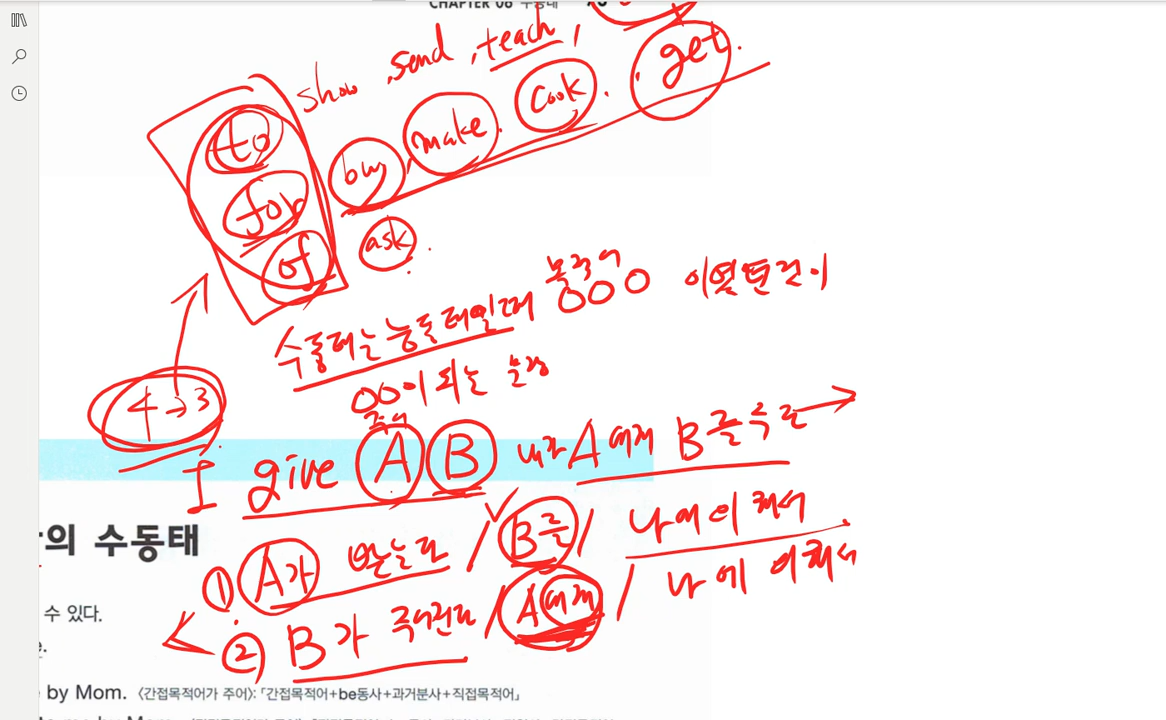 CHAPTER 06 수동태
show, send, teach,
to
buy, make, cook, get.
for
of ask.
수동태는 능동태일때 목적어 OOO 이였던것이
OO이 되는 문장
주어
4→3
I give A B 내가 A에게 B를 주는
의 수동태
① A가 받는다 / B를 / 나에 의해서
수 있다.
② B가 주어진다 / A에게 / 나에 의해서
e.
by Mom. 〈간접목적어가 주어〉: 「간접목적어+be동사+과거분사+직접목적어」